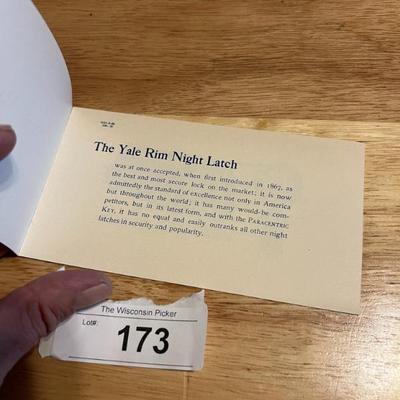 The Yale Rim Night Latch
was at once accepted, when first introduced in 1867, as
the best and most secure lock on the market; it is now
admittedly the standard of excellence not only in America
but throughout the world; it has many would-be com-
petitors, but in its latest form, and with the PARACENTRIC
KEY, it has no equal and easily outranks all other night
latches in security and popularity.
The Wisconsin Picker
Lot#:
173